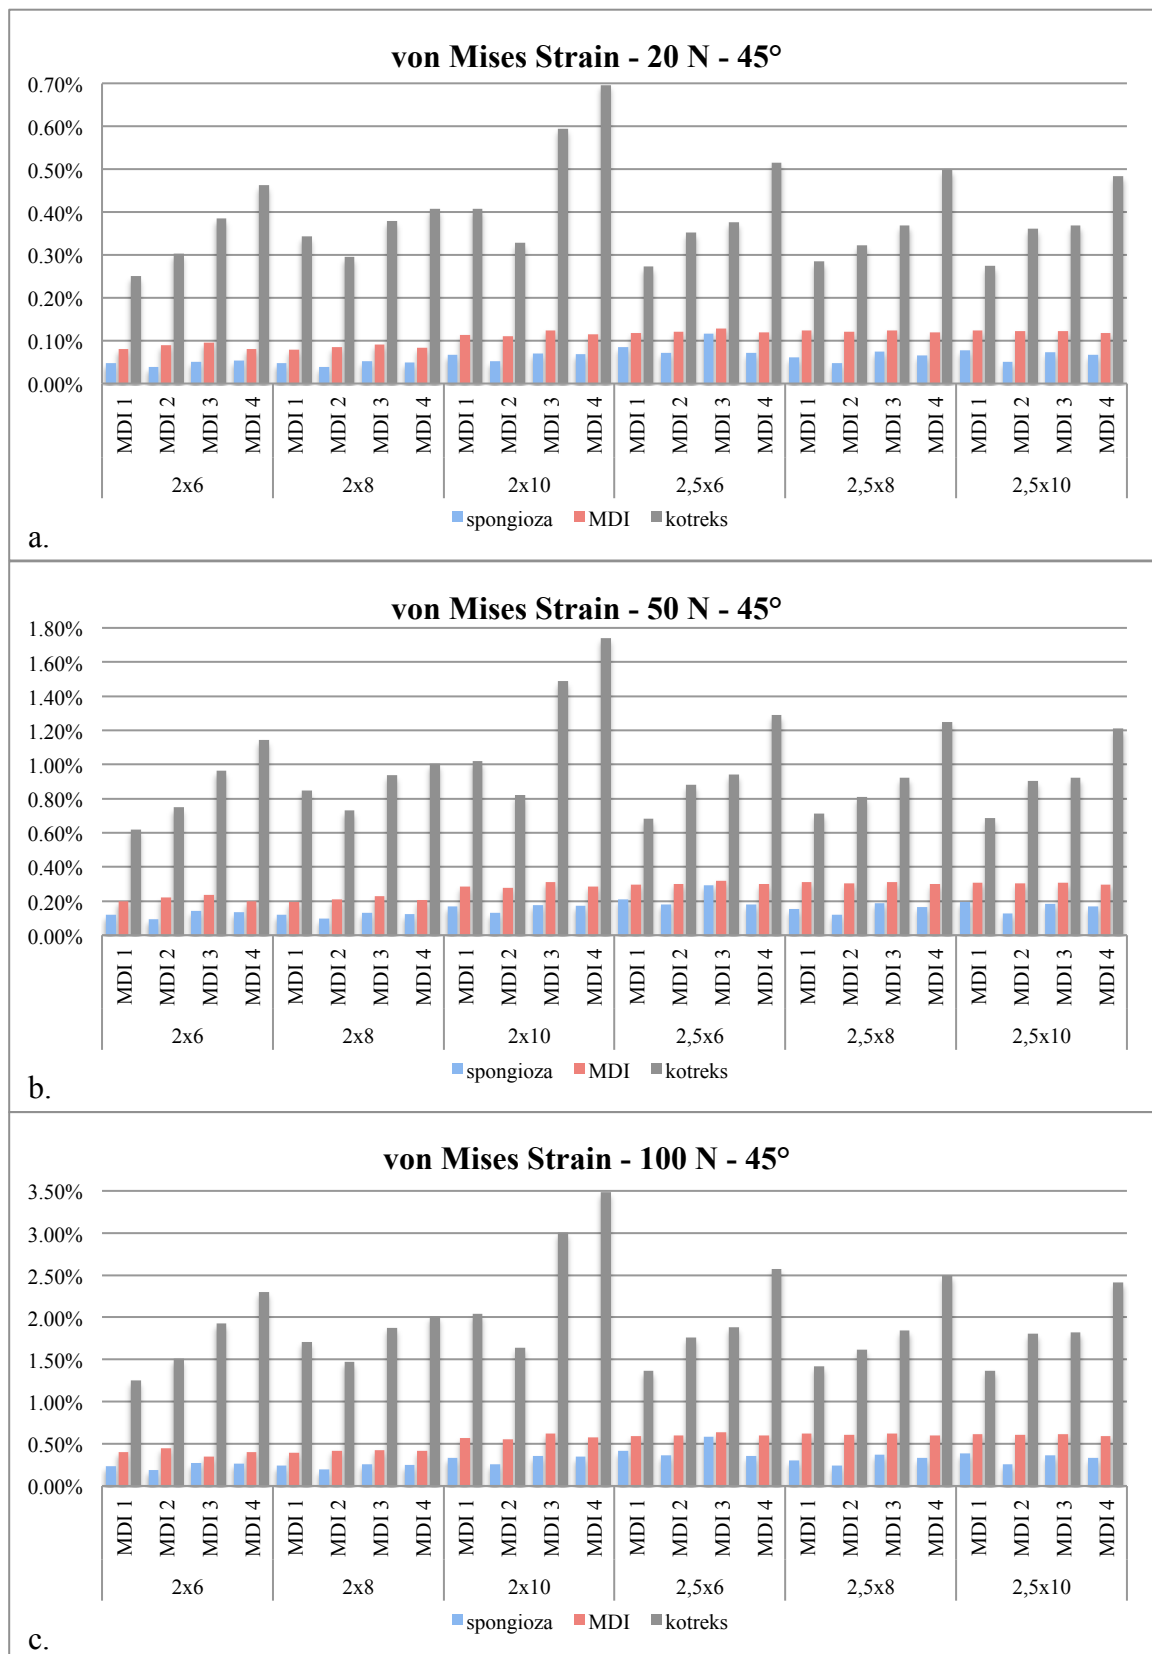 von Mises Strain - 20 N - 45°
0.70%
0.60%
0.50%
0.40%
0.30%
0.20%
0.10%
0.00%
MDI 1 MDI 2 MDI 3 MDI 4 MDI 1 MDI 2 MDI 3 MDI 4 MDI 1 MDI 2 MDI 3 MDI 4 MDI 1 MDI 2 MDI 3 MDI 4 MDI 1 MDI 2 MDI 3 MDI 4 MDI 1 MDI 2 MDI 3 MDI 4
2x6 2x8 2x10 2,5x6 2,5x8 2,5x10
spongioza MDI kotreks
a.
von Mises Strain - 50 N - 45°
1.80%
1.60%
1.40%
1.20%
1.00%
0.80%
0.60%
0.40%
0.20%
0.00%
MDI 1 MDI 2 MDI 3 MDI 4 MDI 1 MDI 2 MDI 3 MDI 4 MDI 1 MDI 2 MDI 3 MDI 4 MDI 1 MDI 2 MDI 3 MDI 4 MDI 1 MDI 2 MDI 3 MDI 4 MDI 1 MDI 2 MDI 3 MDI 4
2x6 2x8 2x10 2,5x6 2,5x8 2,5x10
spongioza MDI kotreks
b.
von Mises Strain - 100 N - 45°
3.50%
3.00%
2.50%
2.00%
1.50%
1.00%
0.50%
0.00%
MDI 1 MDI 2 MDI 3 MDI 4 MDI 1 MDI 2 MDI 3 MDI 4 MDI 1 MDI 2 MDI 3 MDI 4 MDI 1 MDI 2 MDI 3 MDI 4 MDI 1 MDI 2 MDI 3 MDI 4 MDI 1 MDI 2 MDI 3 MDI 4
2x6 2x8 2x10 2,5x6 2,5x8 2,5x10
spongioza MDI kotreks
c.